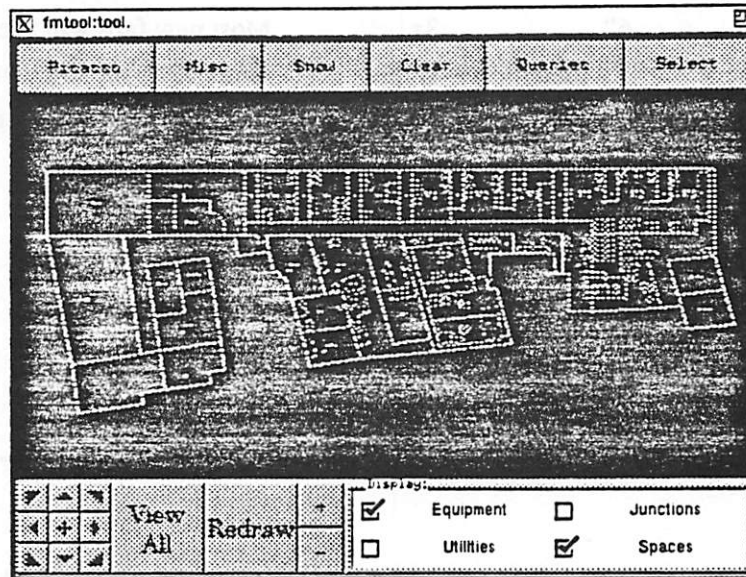 fmtool:tool.
Picasso Misc Show Clear Queries Select
Display:
View All Redraw + -
Equipment Junctions
Utilities Spaces